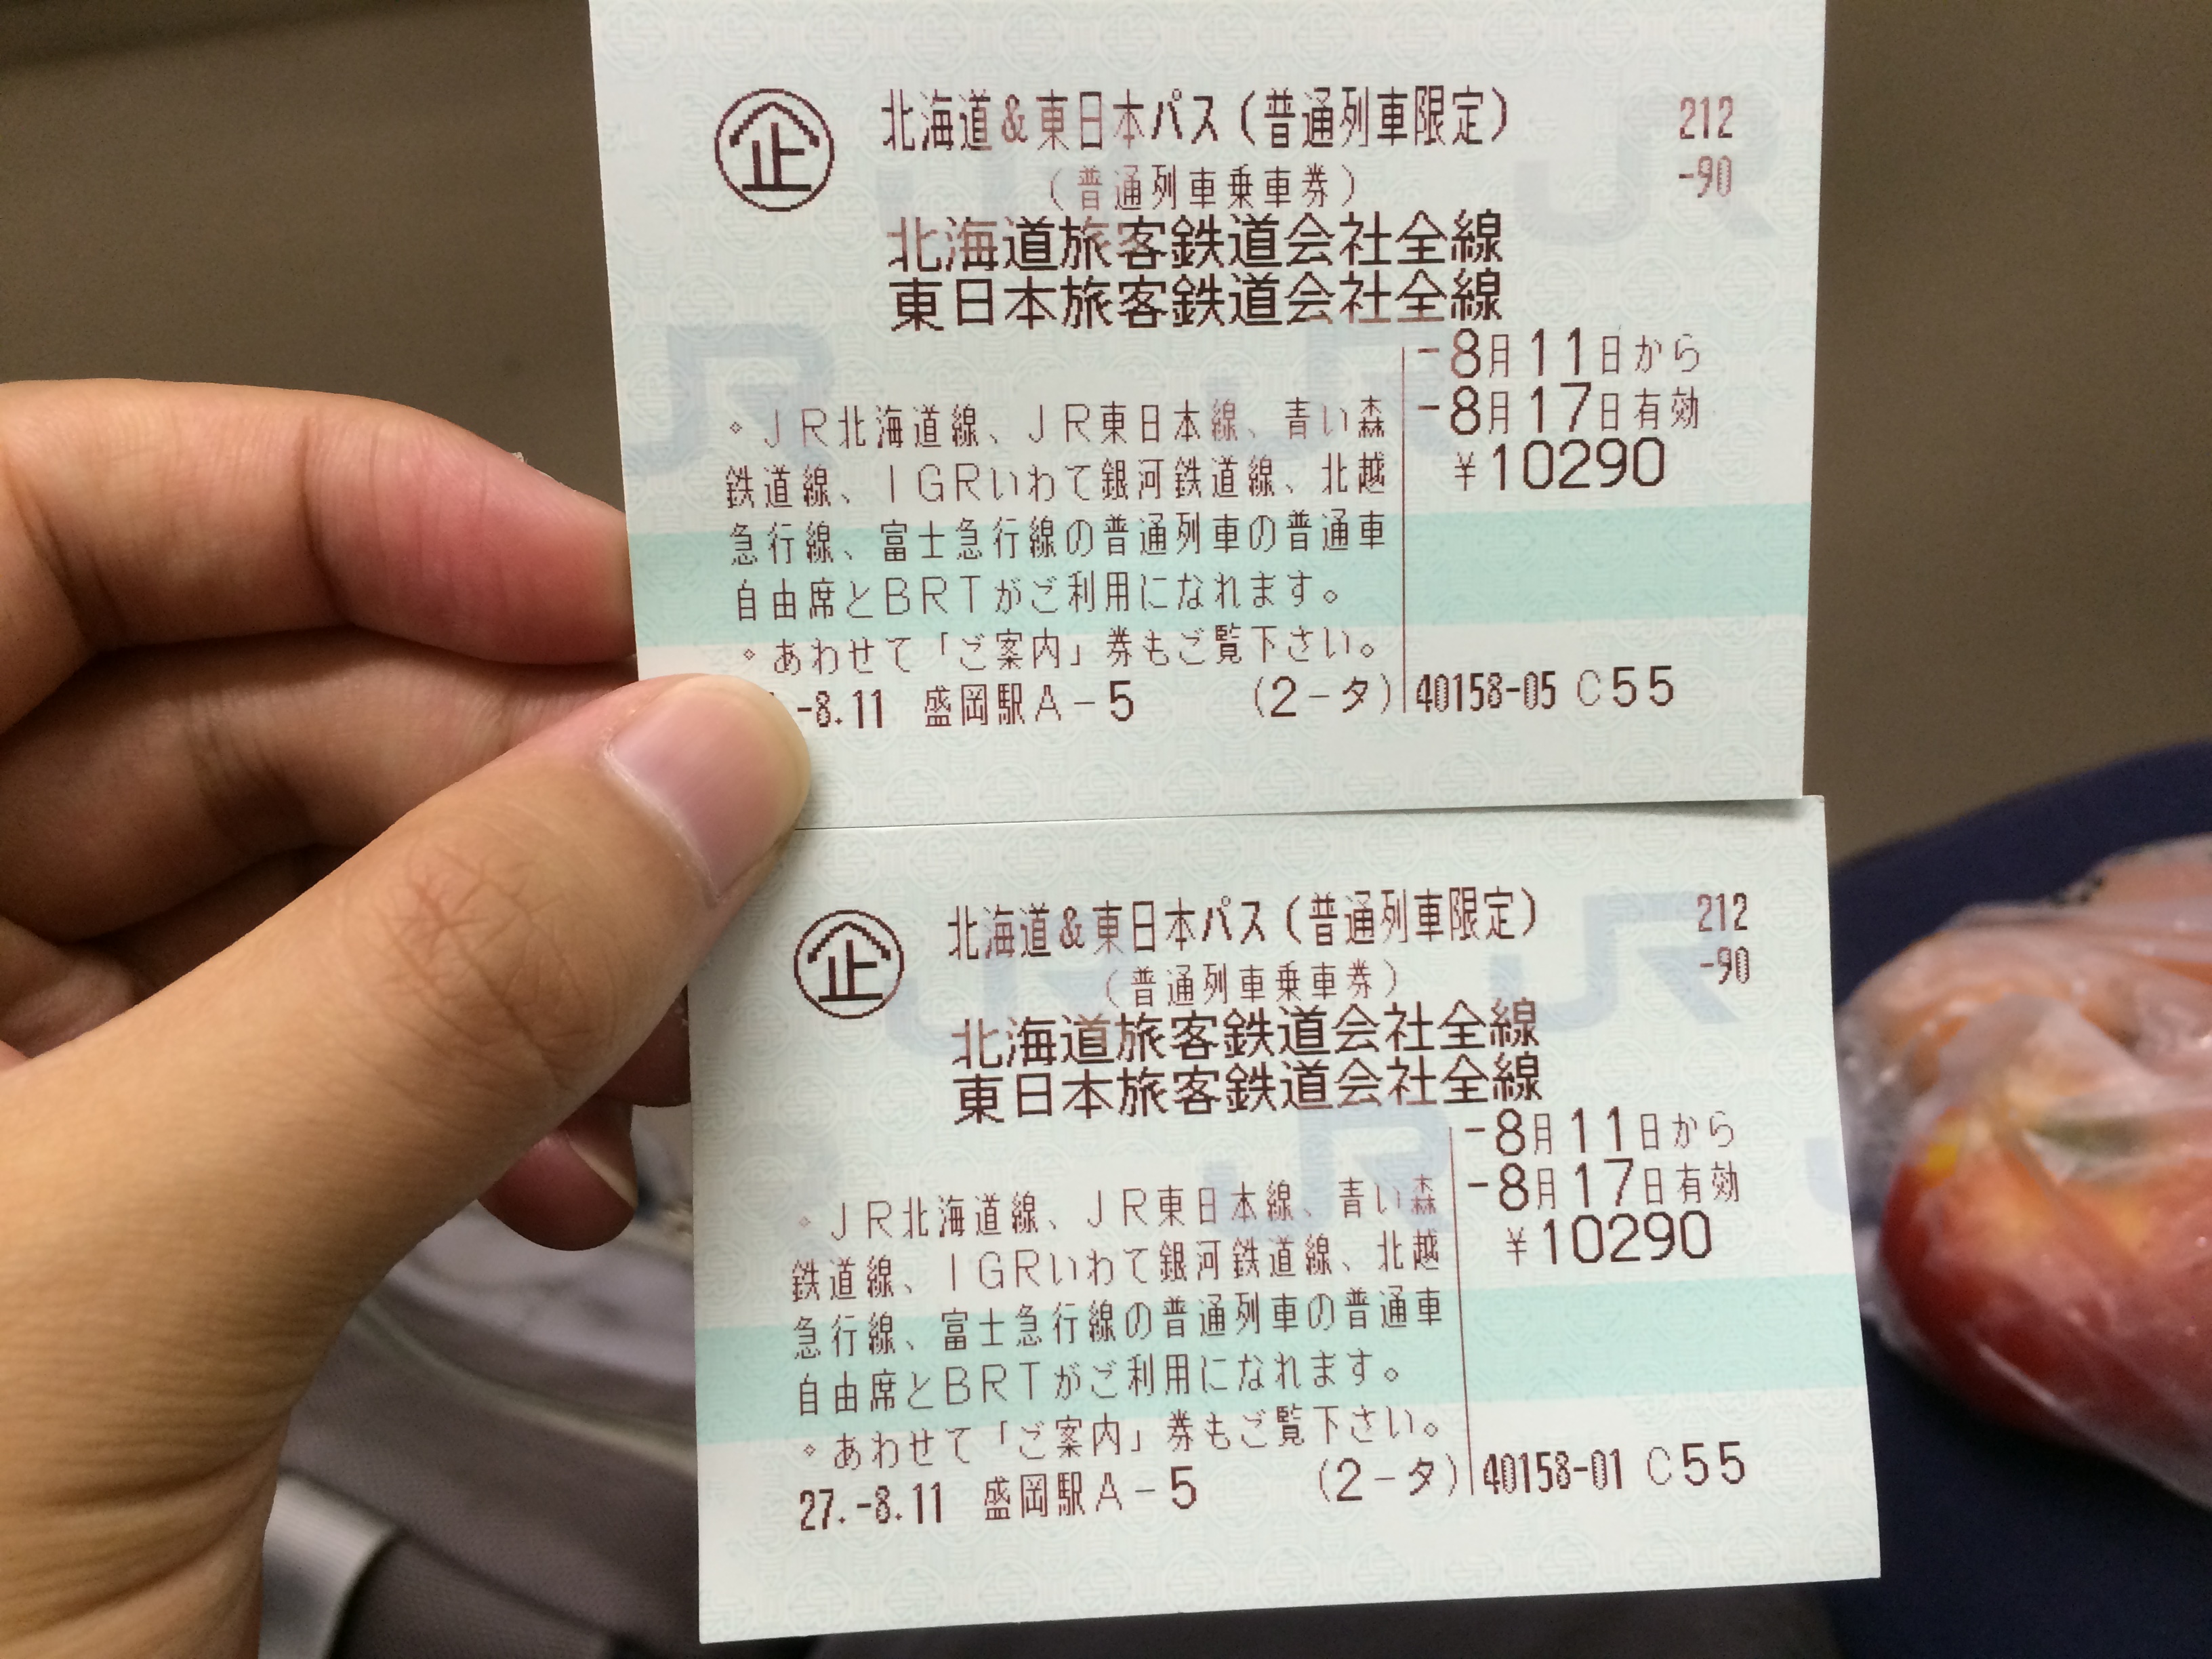 企 北海道&東日本パス(普通列車限定) 212
(普通列車乗車券) -90
北海道旅客鉄道会社全線
東日本旅客鉄道会社全線
-8月11日から
-8月17日有効
¥10290
。JR北海道線、JR東日本線、青い森
鉄道線、IGRいわて銀河鉄道線、北越
急行線、富士急行線の普通列車の普通車
自由席とBRTがご利用になれます。
。あわせて「ご案内」券もご覧下さい。
-8.11 盛岡駅A-5 (2-タ) 40158-05 C55
企 北海道&東日本パス(普通列車限定) 212
(普通列車乗車券) -90
北海道旅客鉄道会社全線
東日本旅客鉄道会社全線
-8月11日から
-8月17日有効
¥10290
。JR北海道線、JR東日本線、青い森
鉄道線、IGRいわて銀河鉄道線、北越
急行線、富士急行線の普通列車の普通車
自由席とBRTがご利用になれます。
。あわせて「ご案内」券もご覧下さい。
27.-8.11 盛岡駅A-5 (2-タ) 40158-01 C55